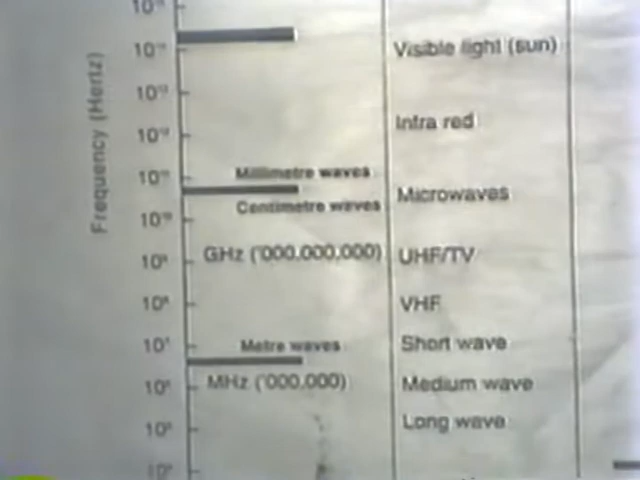 Frequency (Hertz)
Visible light (sun)
Infra red
Millimetre waves
Microwaves
Centimetre waves
GHz ('000,000,000)
UHF/TV
VHF
Metre waves
Short wave
MHz ('000,000)
Medium wave
Long wave